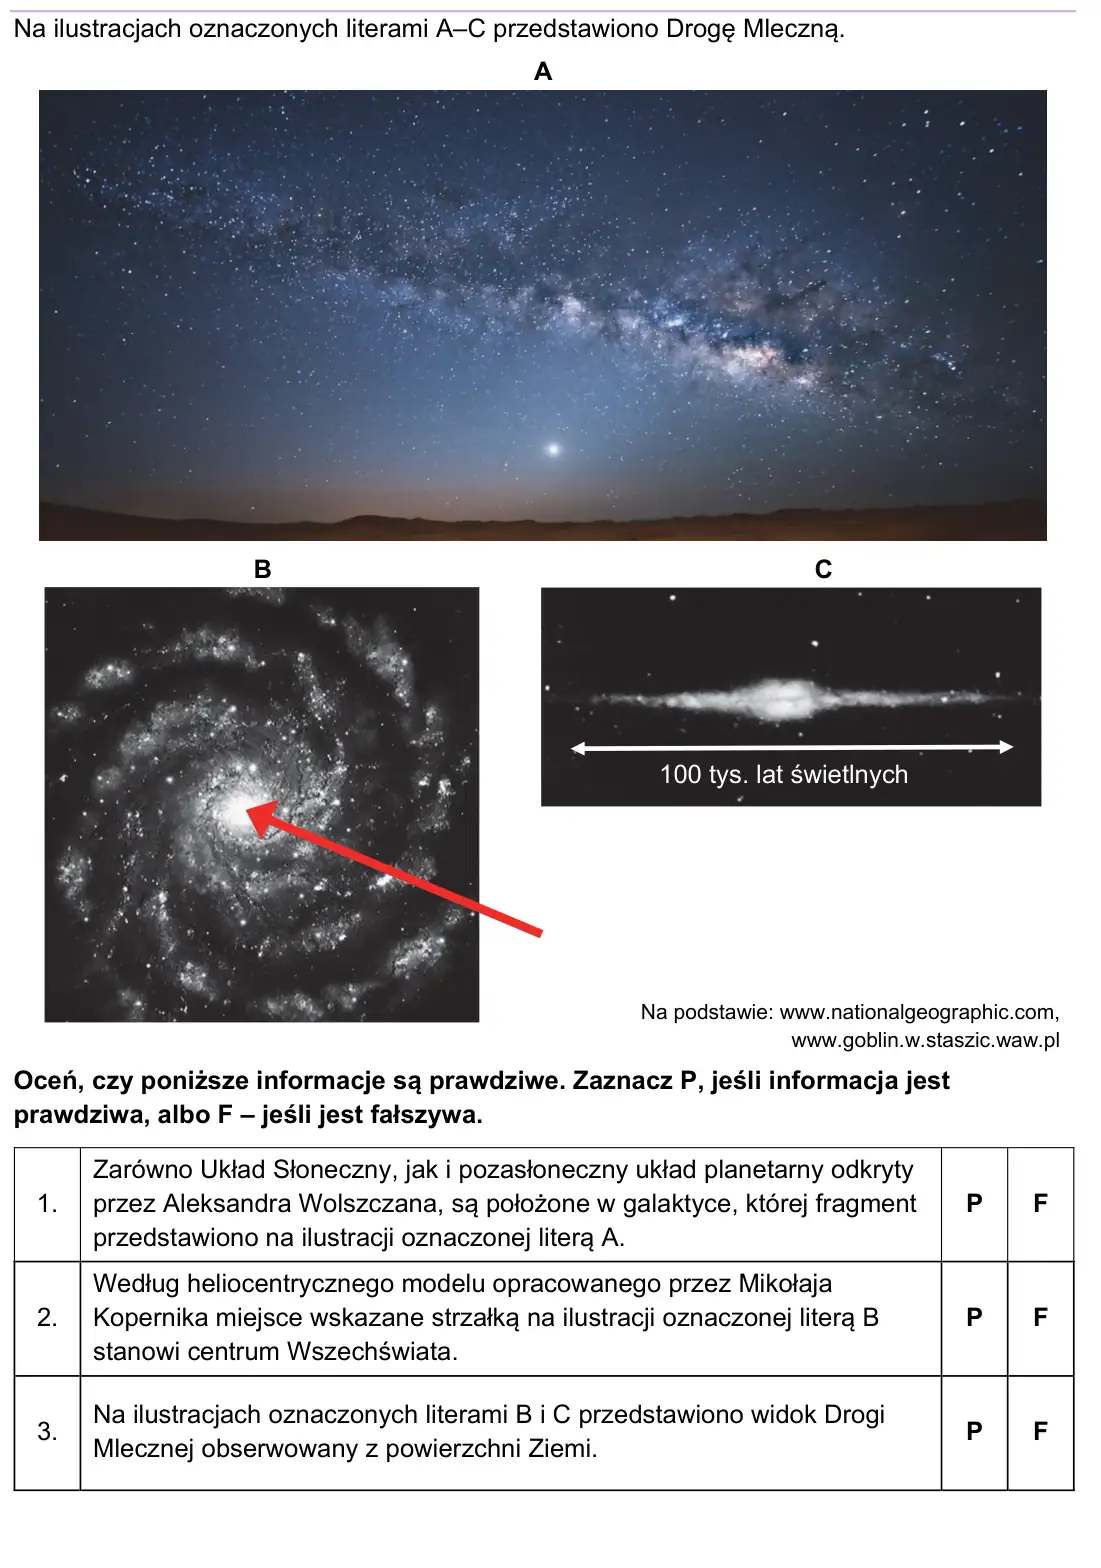 Na ilustracjach oznaczonych literami A–C przedstawiono Drogę Mleczną.
A
B
C
100 tys. lat świetlnych
Na podstawie: www.nationalgeographic.com,
www.goblin.w.staszic.waw.pl
Oceń, czy poniższe informacje są prawdziwe. Zaznacz P, jeśli informacja jest
prawdziwa, albo F – jeśli jest fałszywa.
1.
Zarówno Układ Słoneczny, jak i pozasłoneczny układ planetarny odkryty
przez Aleksandra Wolszczana, są położone w galaktyce, której fragment
przedstawiono na ilustracji oznaczonej literą A.
P
F
2.
Według heliocentrycznego modelu opracowanego przez Mikołaja
Kopernika miejsce wskazane strzałką na ilustracji oznaczonej literą B
stanowi centrum Wszechświata.
P
F
3.
Na ilustracjach oznaczonych literami B i C przedstawiono widok Drogi
Mlecznej obserwowany z powierzchni Ziemi.
P
F